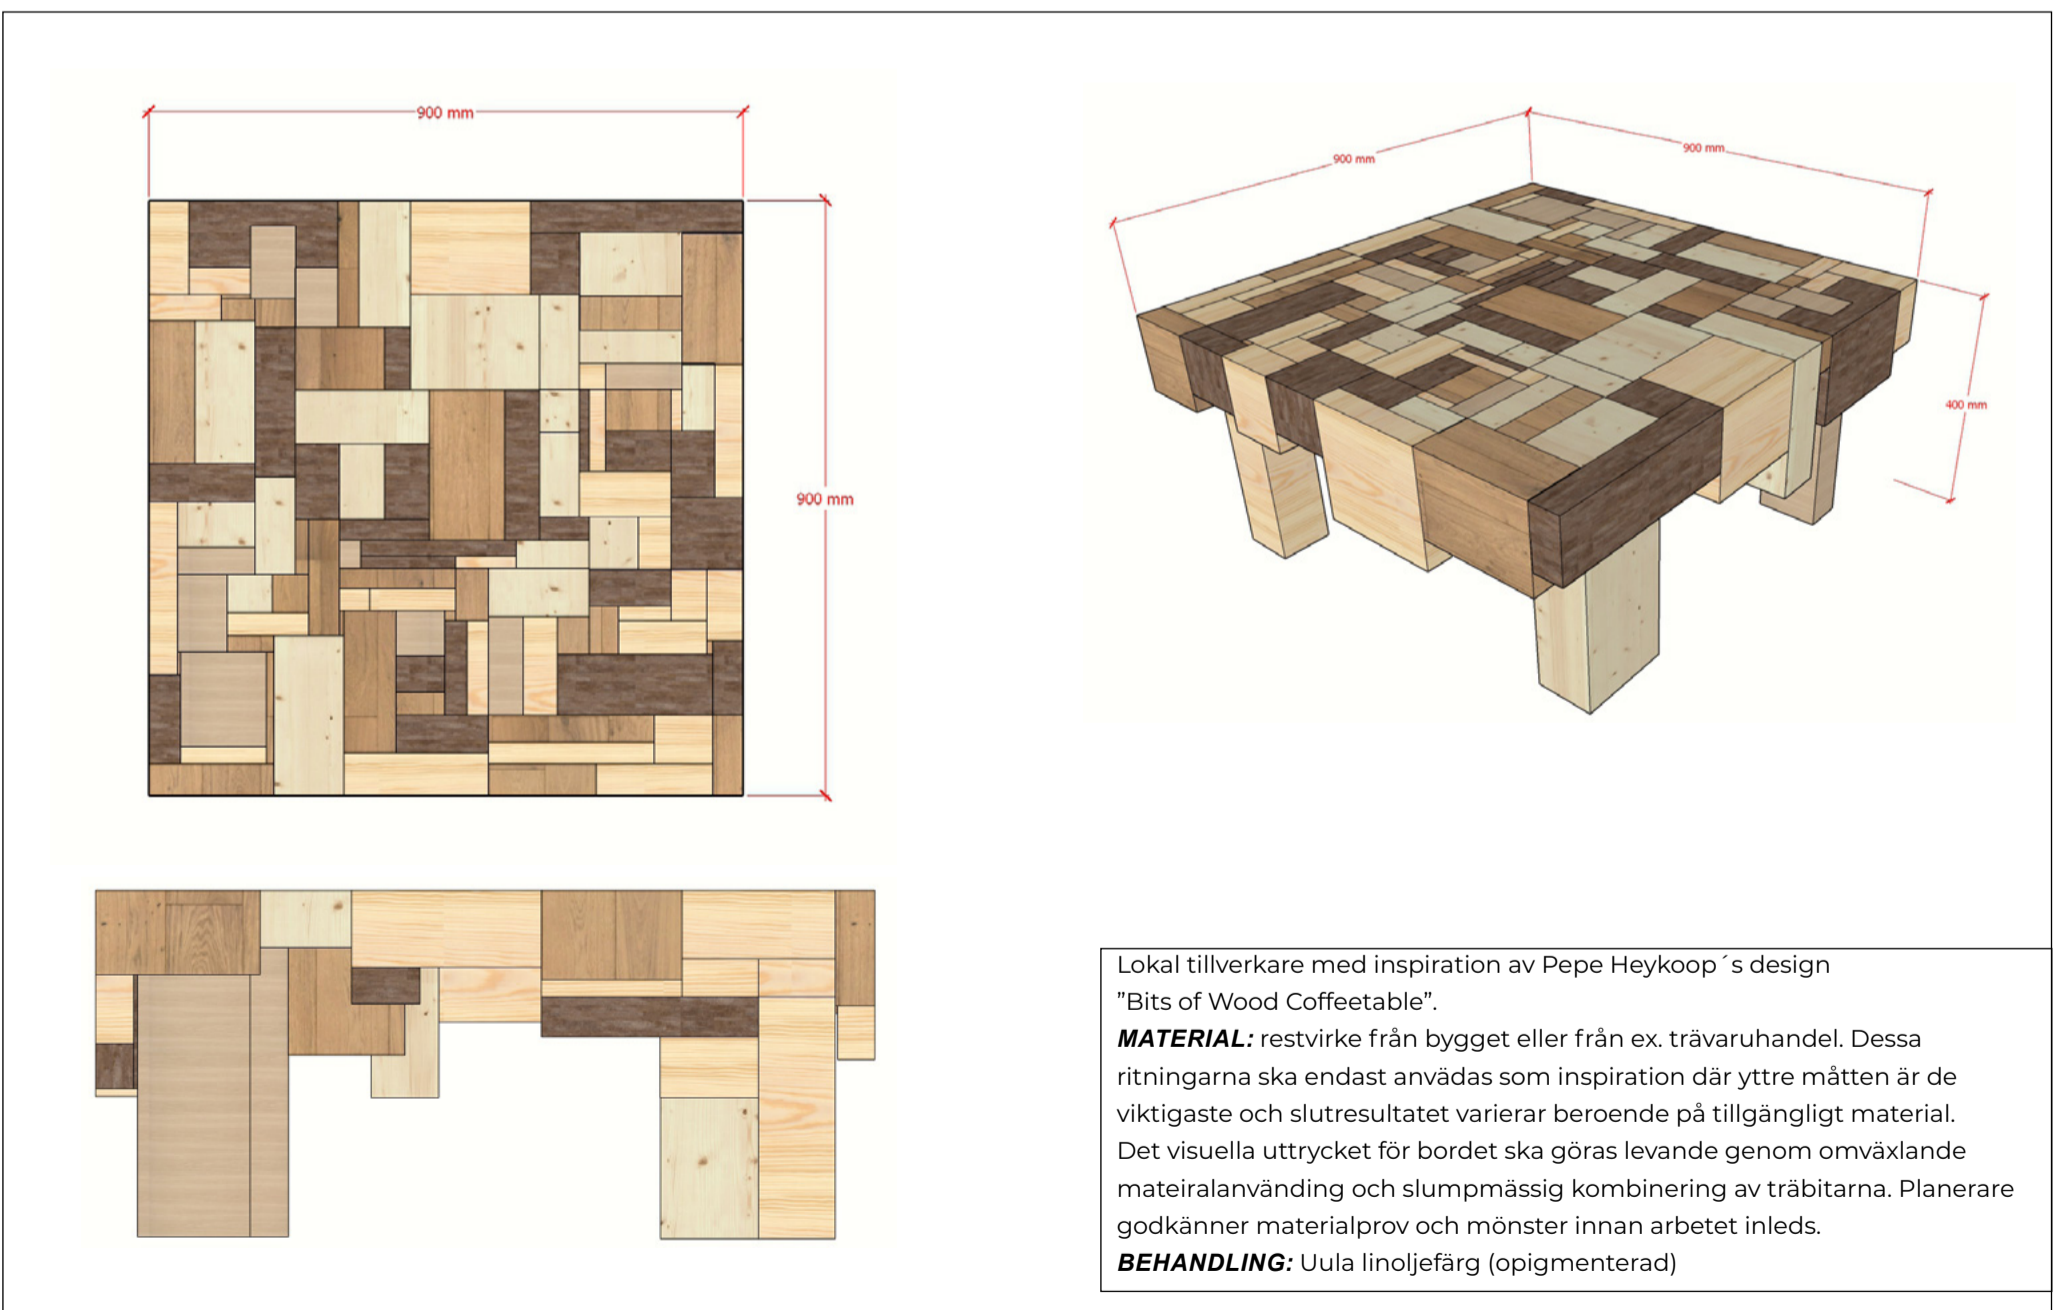 900 mm
900 mm
900 mm
900 mm
400 mm
Lokal tillverkare med inspiration av Pepe Heykoop´s design
”Bits of Wood Coffeetable”.
MATERIAL: restvirke från bygget eller från ex. trävaruhandel. Dessa
ritningarna ska endast anvädas som inspiration där yttre måtten är de
viktigaste och slutresultatet varierar beroende på tillgängligt material.
Det visuella uttrycket för bordet ska göras levande genom omväxlande
mateiralanvänding och slumpmässig kombinering av träbitarna. Planerare
godkänner materialprov och mönster innan arbetet inleds.
BEHANDLING: Uula linoljefärg (opigmenterad)